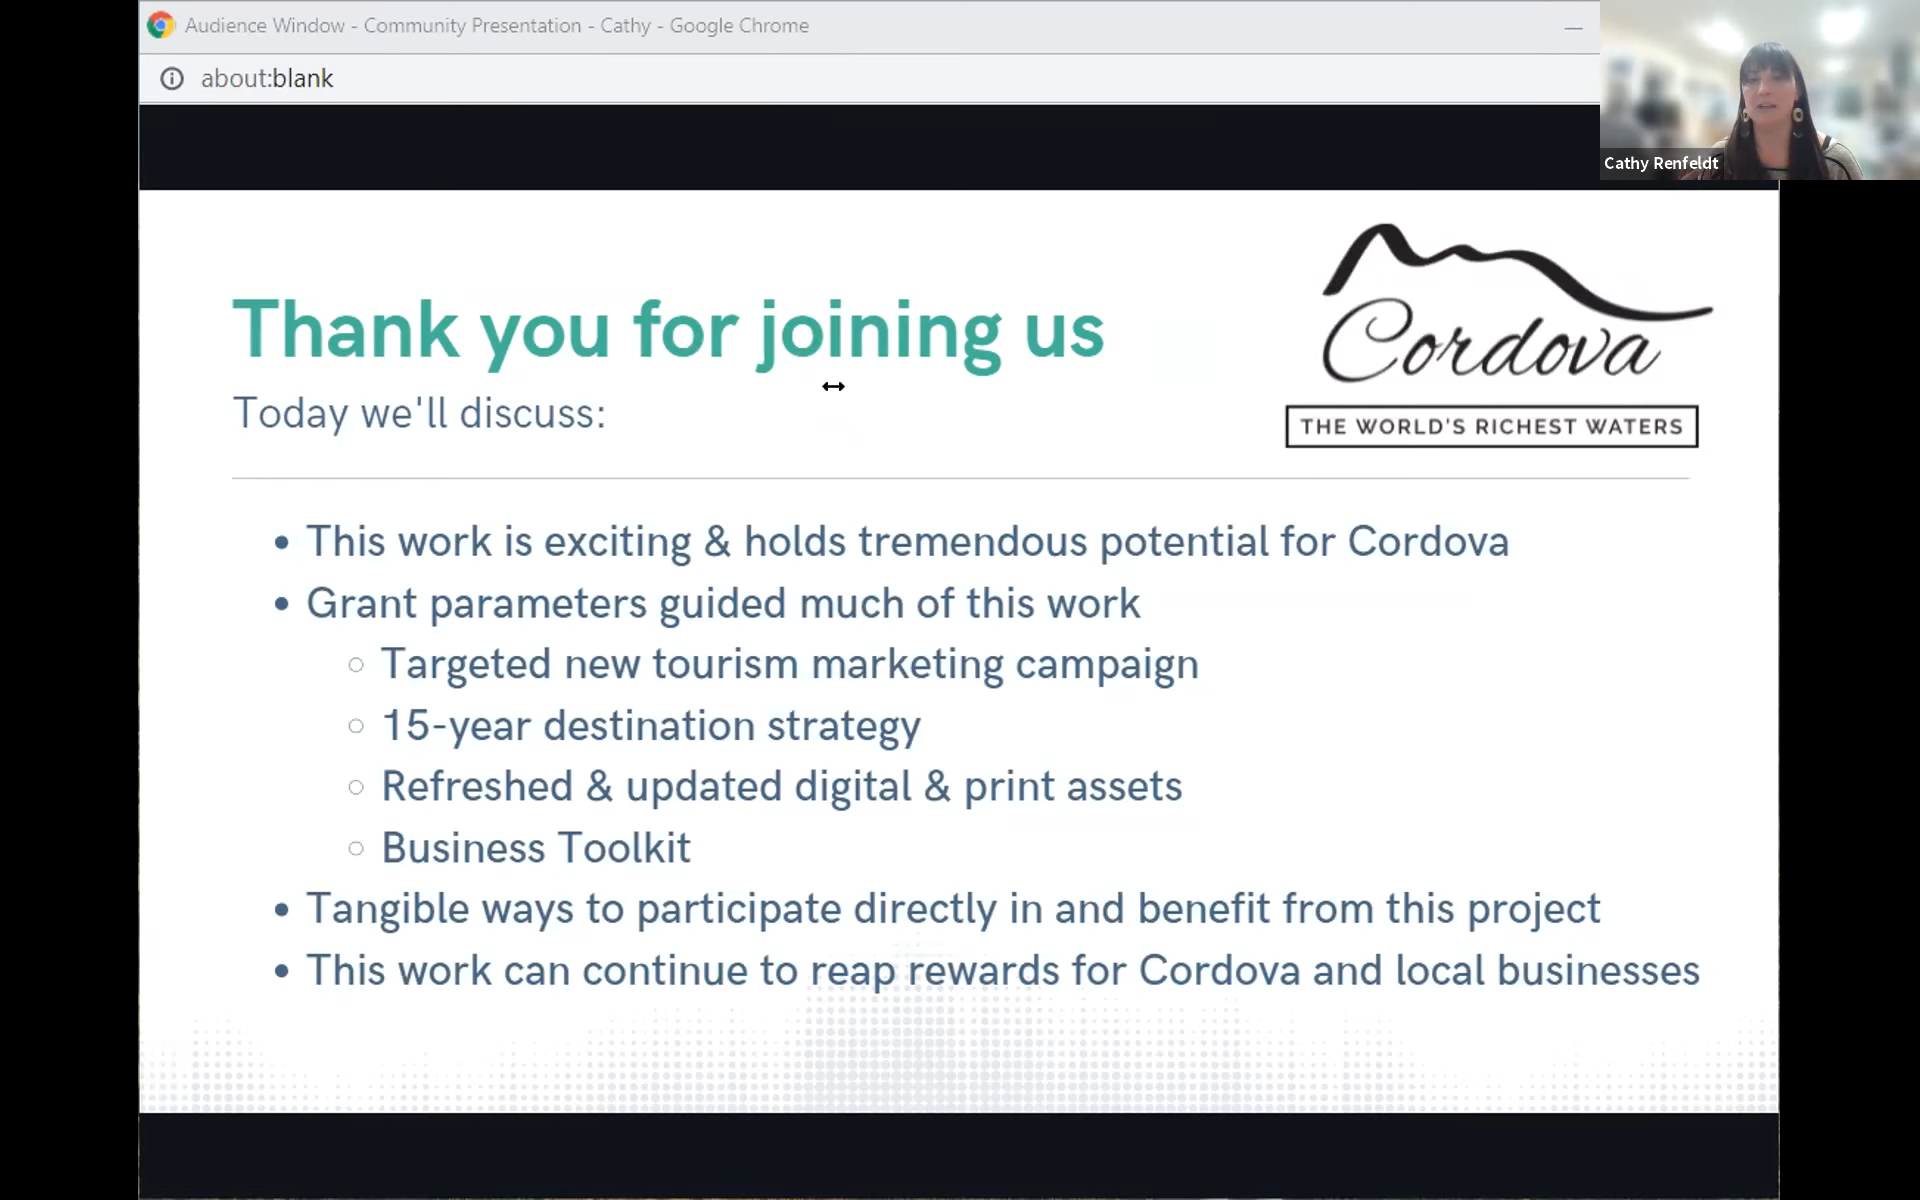 Audience Window - Community Presentation - Cathy - Google Chrome
about:blank
Cathy Renfeldt
Thank you for joining us
Today we'll discuss:
Cordova
THE WORLD'S RICHEST WATERS
• This work is exciting & holds tremendous potential for Cordova
• Grant parameters guided much of this work
○ Targeted new tourism marketing campaign
○ 15-year destination strategy
○ Refreshed & updated digital & print assets
○ Business Toolkit
• Tangible ways to participate directly in and benefit from this project
• This work can continue to reap rewards for Cordova and local businesses